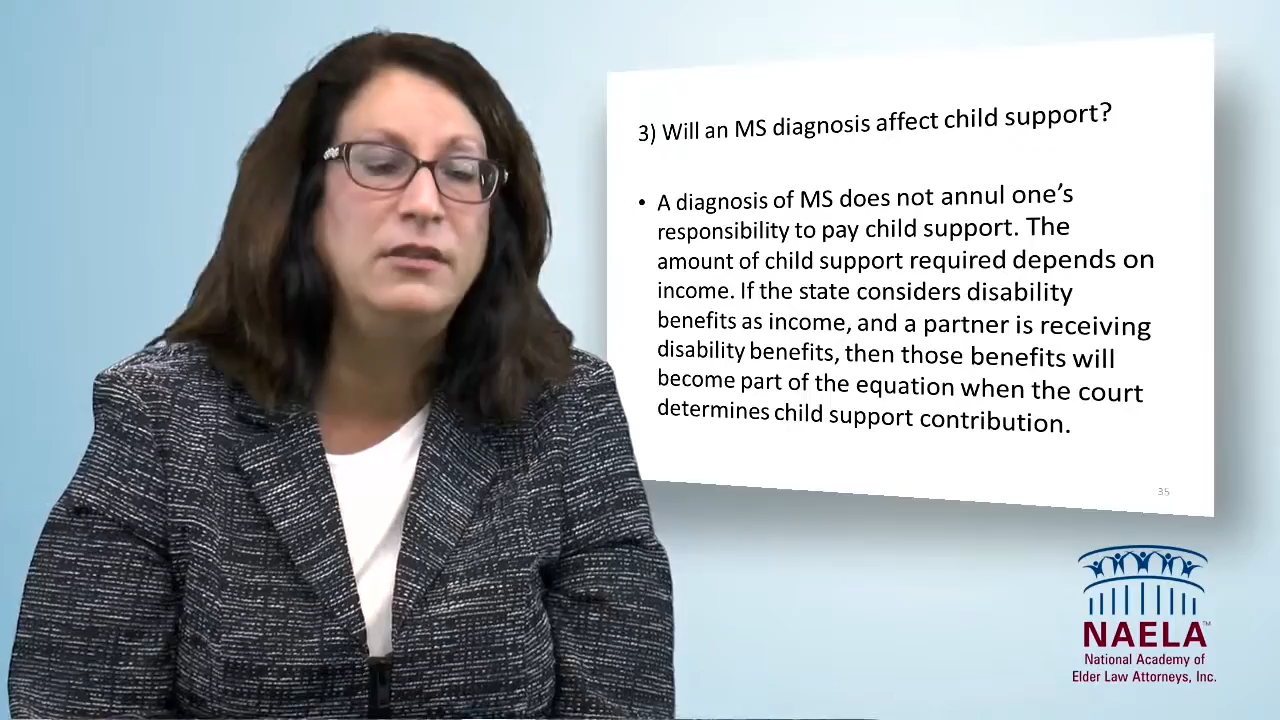 3) Will an MS diagnosis affect child support?
• A diagnosis of MS does not annul one's
responsibility to pay child support. The
amount of child support required depends on
income. If the state considers disability
benefits as income, and a partner is receiving
disability benefits, then those benefits will
become part of the equation when the court
determines child support contribution.
35
NAELA™
National Academy of
Elder Law Attorneys, Inc.